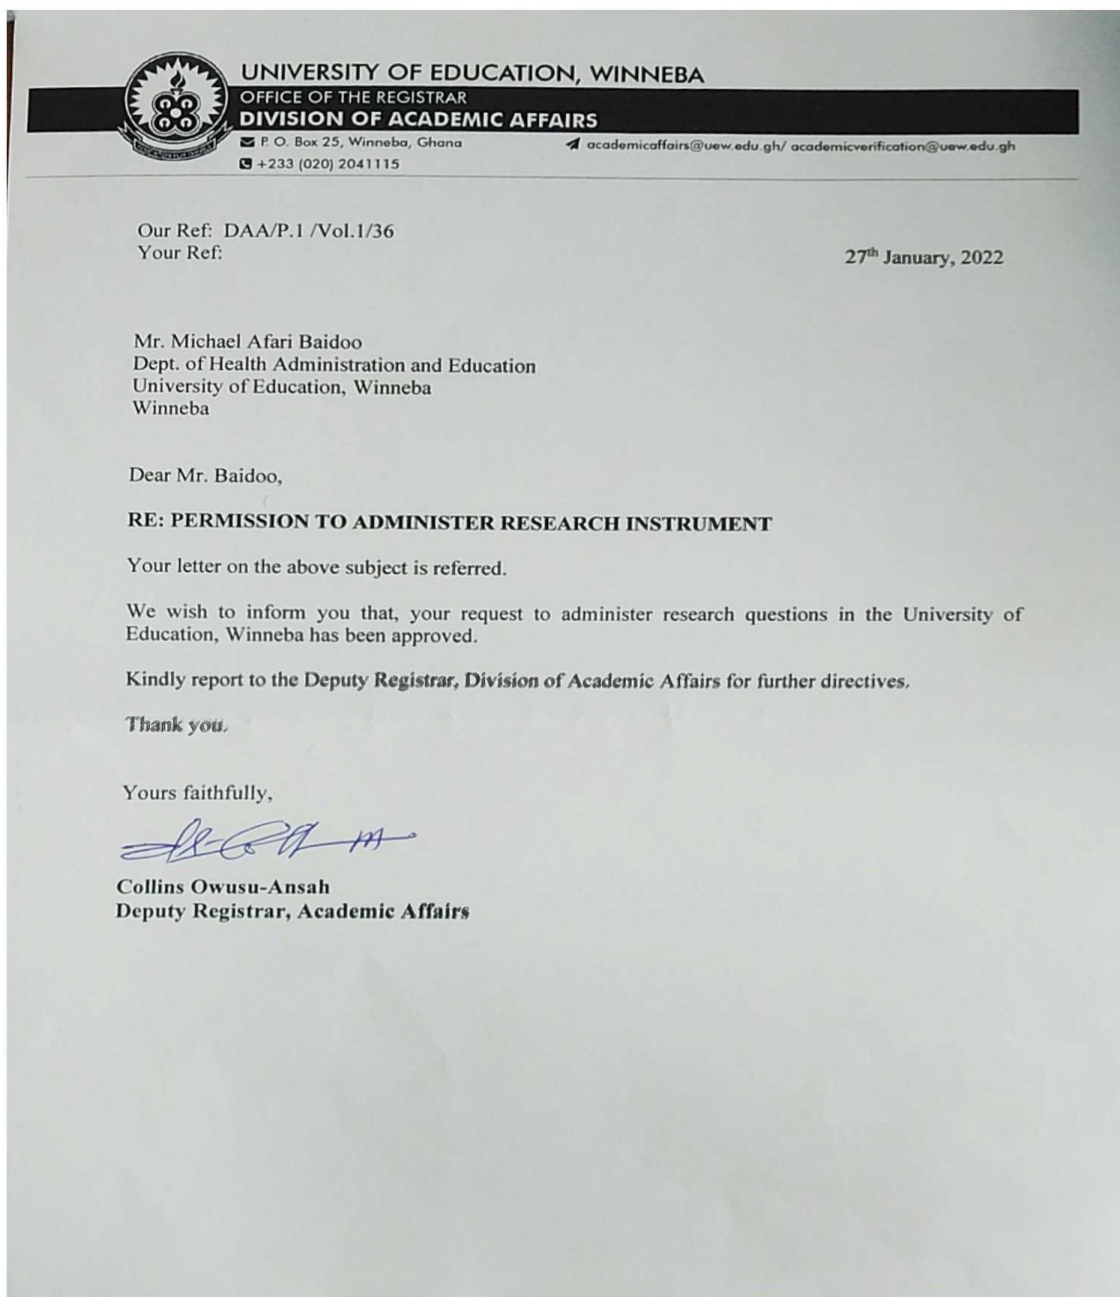 UNIVERSITY OF EDUCATION, WINNEBA
OFFICE OF THE REGISTRAR
DIVISION OF ACADEMIC AFFAIRS
P. O. Box 25, Winneba, Ghana
academicaffairs@uew.edu.gh/ academicverification@uew.edu.gh
+233 (020) 2041115
Our Ref: DAA/P.1 /Vol.1/36
Your Ref:
27th January, 2022
Mr. Michael Afari Baidoo
Dept. of Health Administration and Education
University of Education, Winneba
Winneba
Dear Mr. Baidoo,
RE: PERMISSION TO ADMINISTER RESEARCH INSTRUMENT
Your letter on the above subject is referred.
We wish to inform you that, your request to administer research questions in the University of
Education, Winneba has been approved.
Kindly report to the Deputy Registrar, Division of Academic Affairs for further directives.
Thank you.
Yours faithfully,
Collins Owusu-Ansah
Deputy Registrar, Academic Affairs